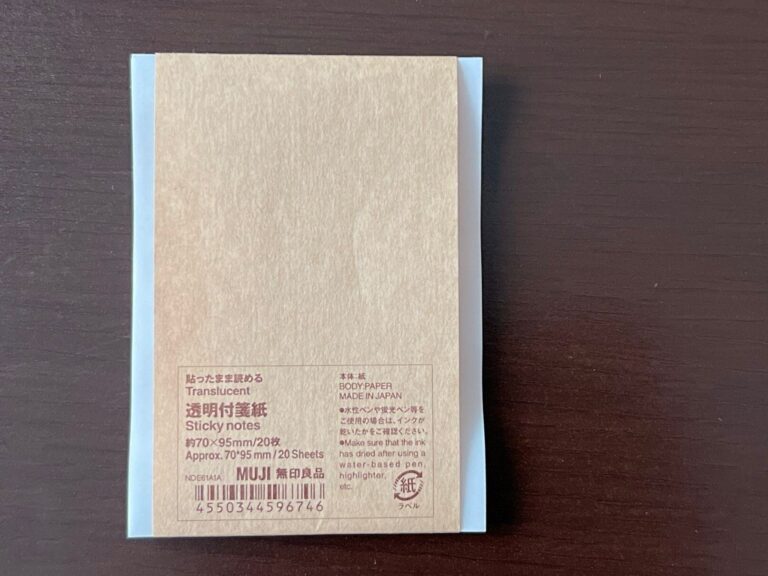 貼ったまま読める
Translucent
透明付箋紙
Sticky notes
約70×95mm/20枚
Approx. 70*95 mm / 20 Sheets
NDE61A1A
MUJI 無印良品
4550344596746
本体:紙
BODY:PAPER
MADE IN JAPAN
●水性ペンや蛍光ペン等を
ご使用の場合は、インクが
乾いたかをご確認ください。
●Make sure that the ink
has dried after using a
water-based pen,
highlighter,
etc.
紙
ラベル